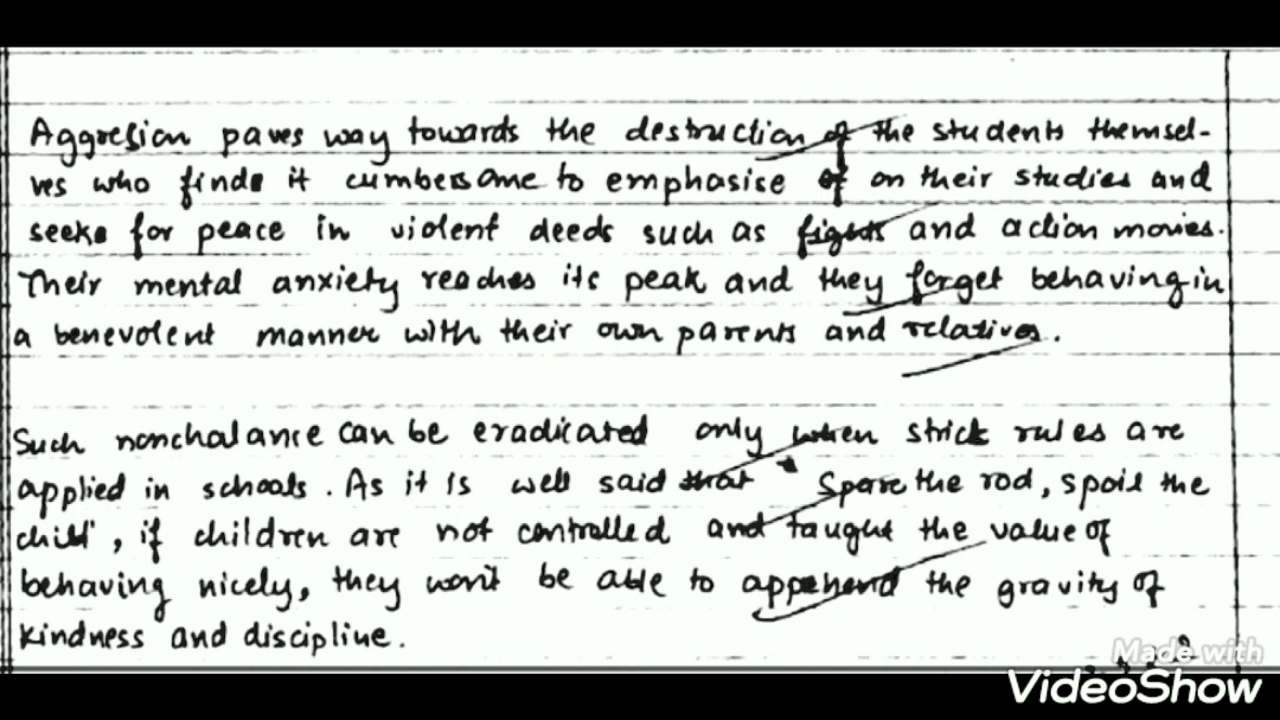 Aggresion paves way towards the destruction of the students themsel-
ves who finds it cumbersome to emphasise of on their studies and
seeks for peace in violent deeds such as fights and action movies.
Their mental anxiety reaches its peak and they forget behaving in
a benevolent manner with their own parents and relatives.
Such nonchalance can be eradicated only when strict rules are
applied in schools. As it is well said that " Spare the rod, spoil the
child", if children are not controlled and taught the value of
behaving nicely, they won't be able to appehend the gravity of
kindness and discipline.
Made with
VideoShow